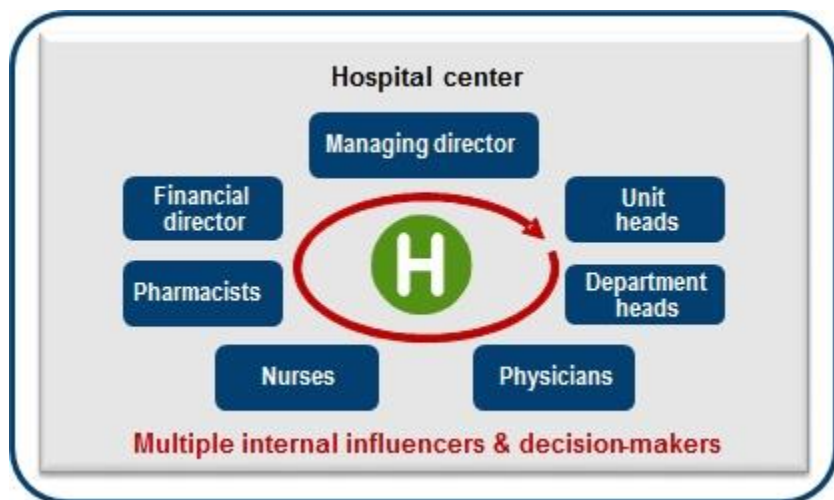 Hospital center
Managing director
Financial
director
Unit
heads
Pharmacists
H
Department
heads
Nurses
Physicians
Multiple internal influencers & decision-makers